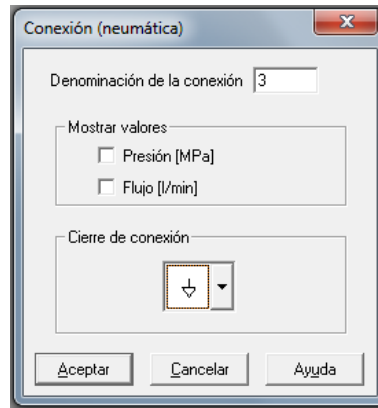 Conexión (neumática)
Denominación de la conexión 3
Mostrar valores
Presión [MPa]
Flujo [l/min]
Cierre de conexión
Aceptar Cancelar Ayuda